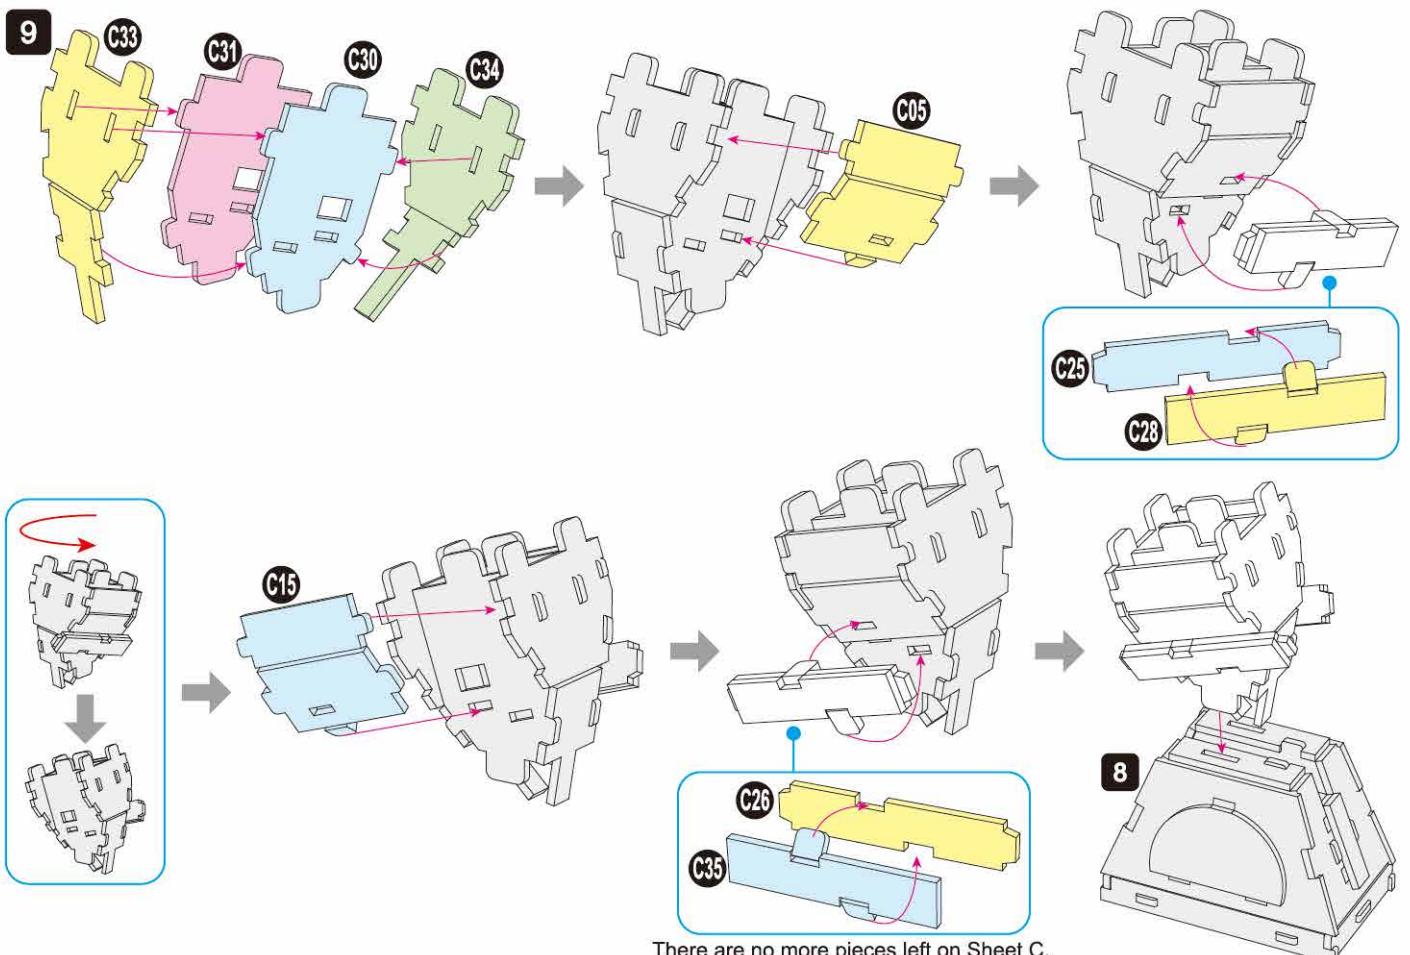 9
C33
C31
C30
C34
C05
C25
C28
C15
C26
C35
8
There are no more pieces left on Sheet C.